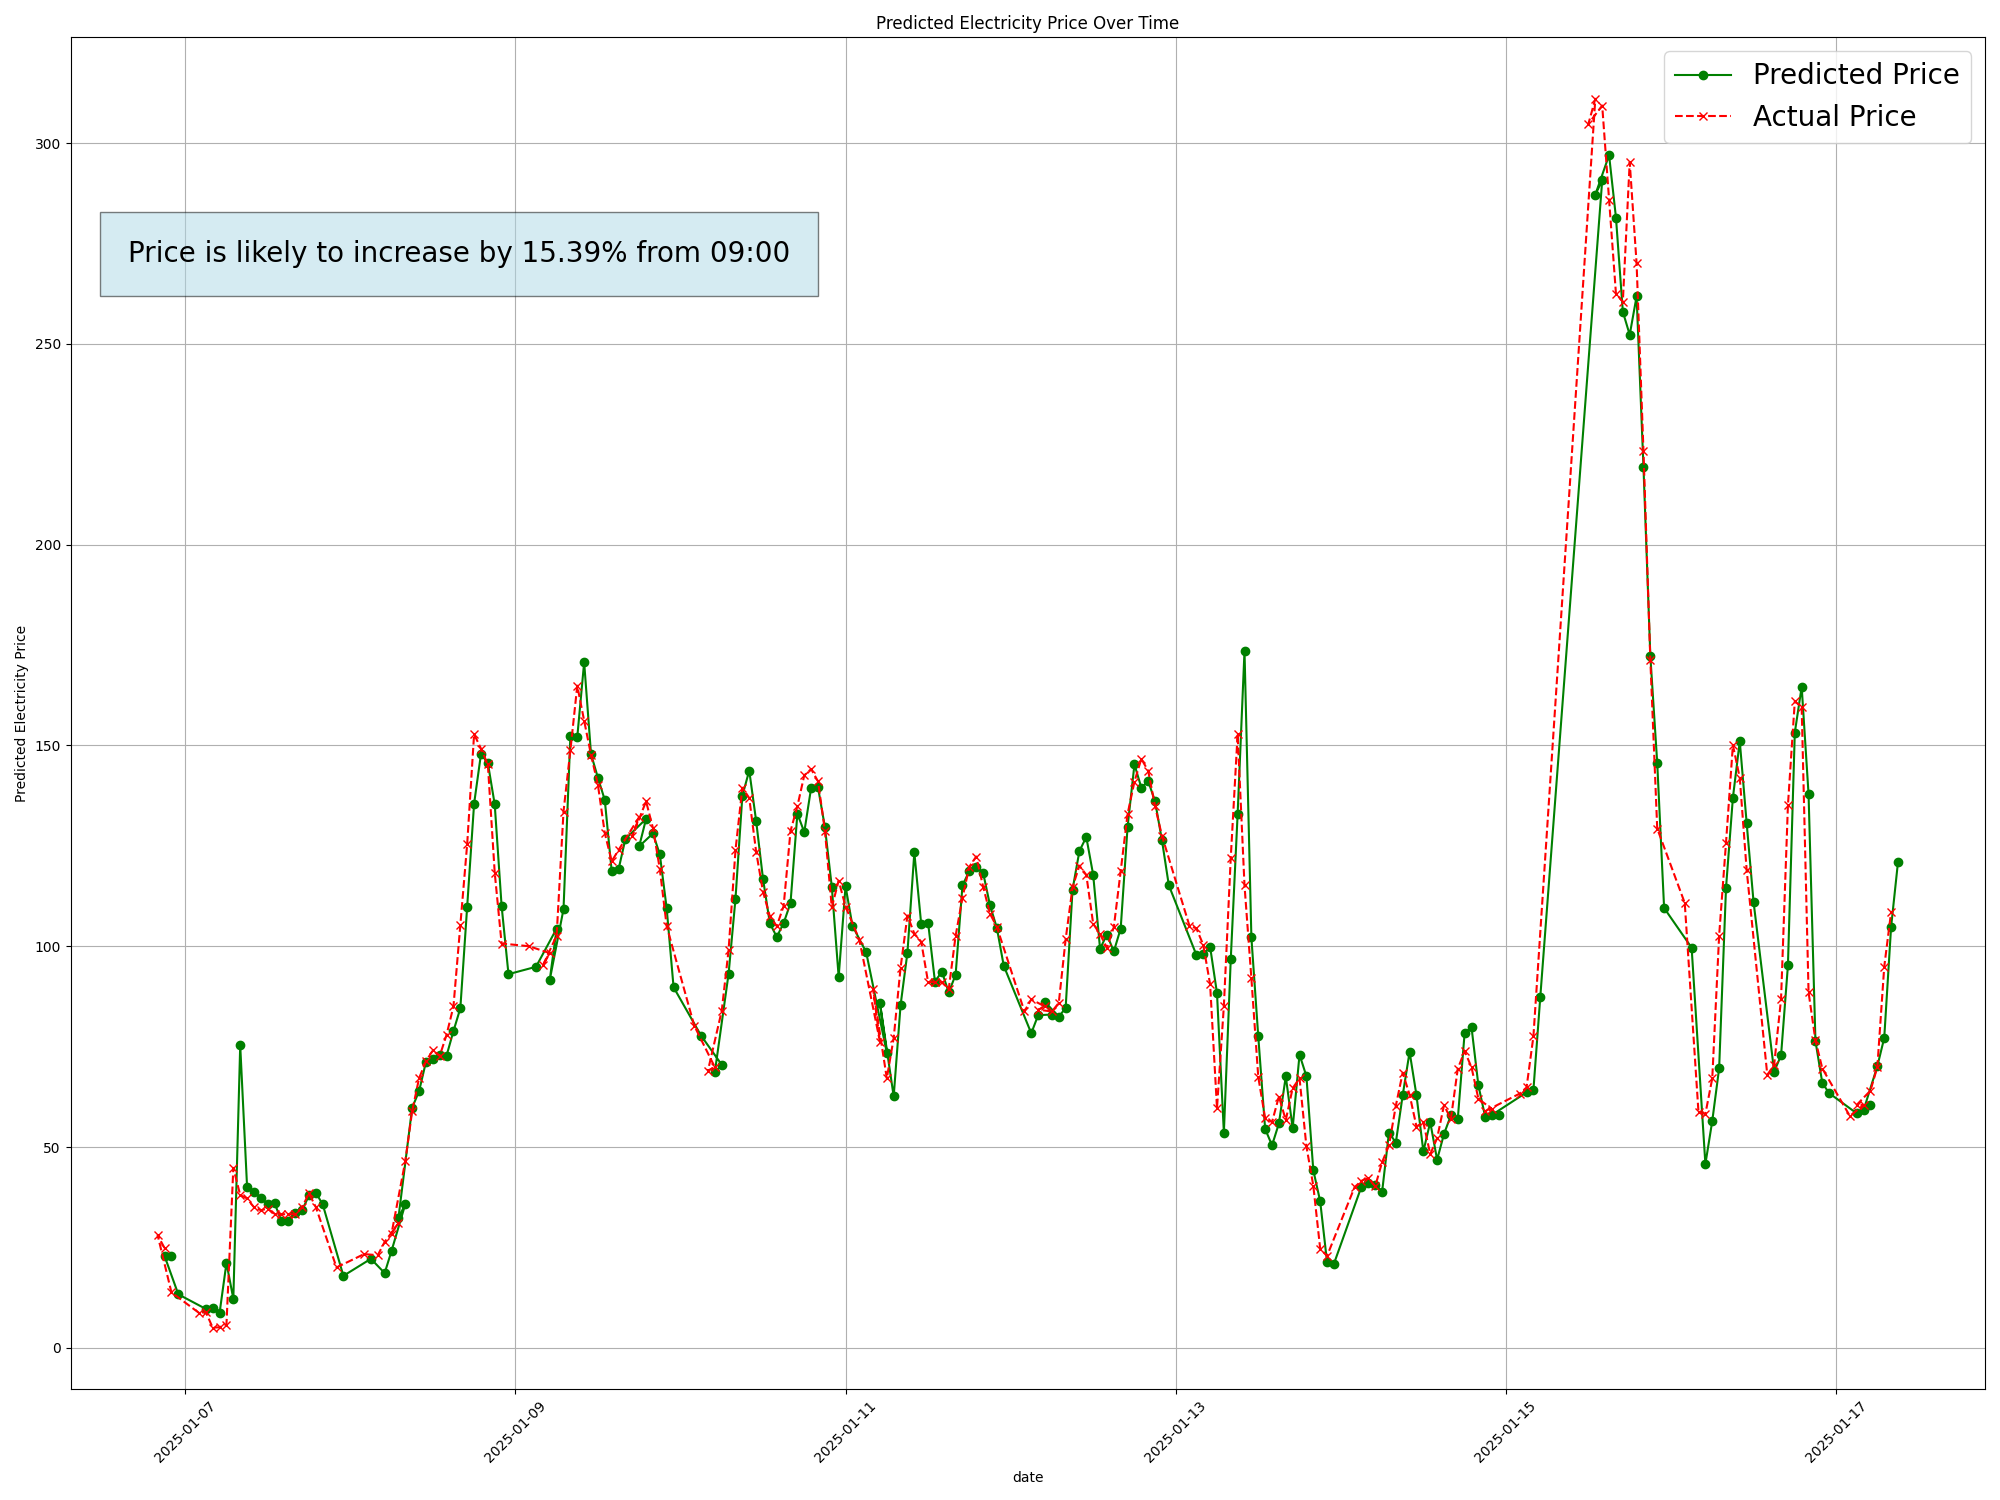 Predicted Electricity Price Over Time
Predicted Price
Actual Price
Price is likely to increase by 15.39% from 09:00
Predicted Electricity Price
300
250
200
150
100
50
0
2025-01-07
2025-01-09
2025-01-11
2025-01-13
2025-01-15
2025-01-17
date